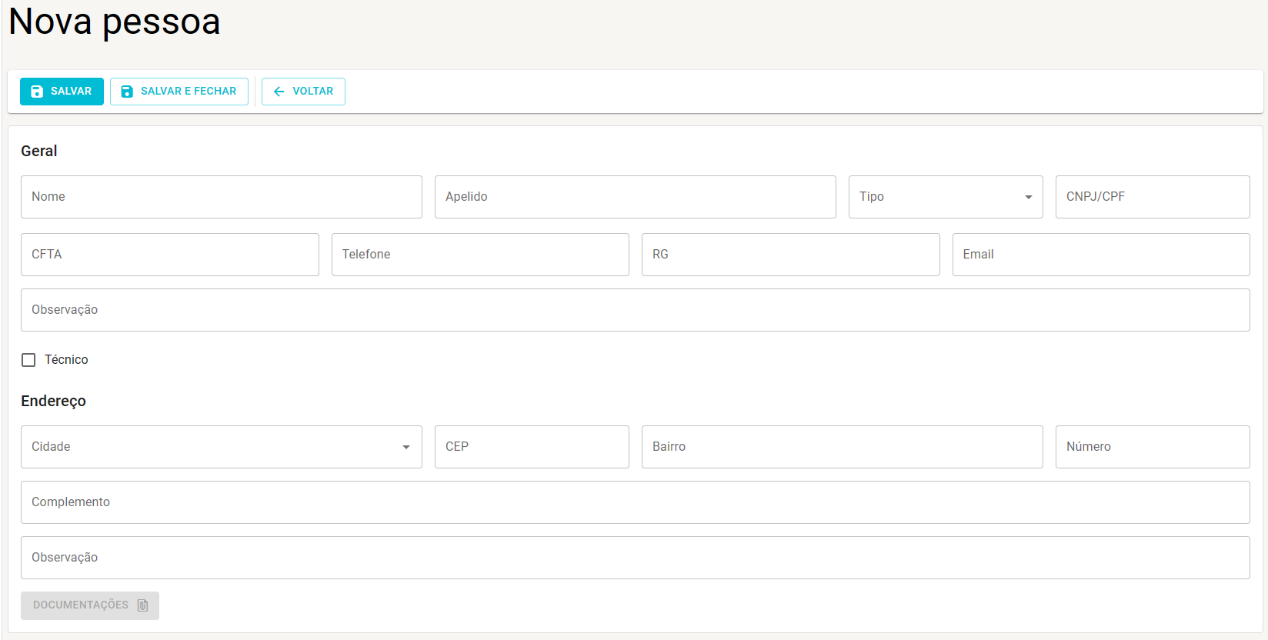 Nova pessoa
SALVAR SALVAR E FECHAR VOLTAR
Geral
Nome Apelido Tipo CNPJ/CPF
CFTA Telefone RG Email
Observação
Técnico
Endereço
Cidade CEP Bairro Número
Complemento
Observação
DOCUMENTAÇÕES